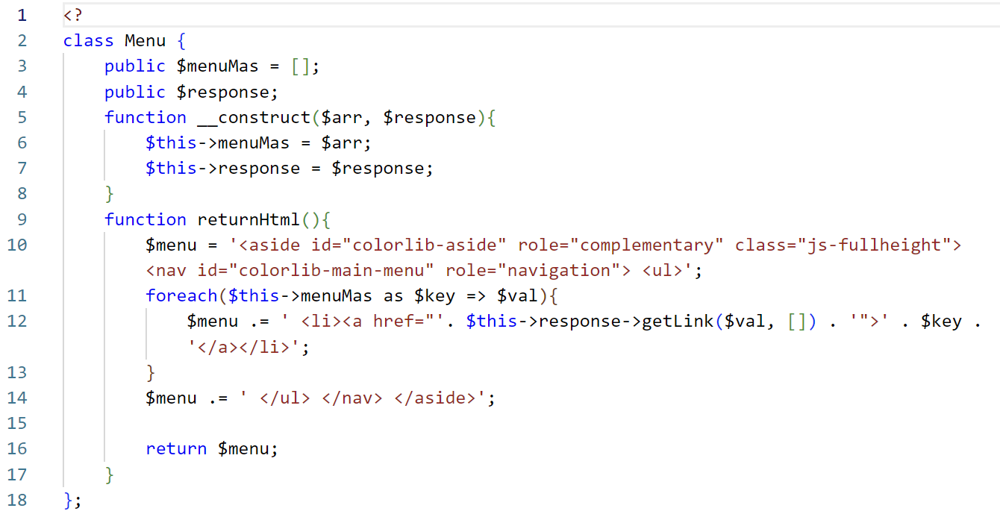 1 <?
2 class Menu {
3 public $menuMas = [];
4 public $response;
5 function __construct($arr, $response){
6 $this->menuMas = $arr;
7 $this->response = $response;
8 }
9 function returnHtml(){
10 $menu = '<aside id="colorlib-aside" role="complementary" class="js-fullheight">
<nav id="colorlib-main-menu" role="navigation"> <ul>';
11 foreach($this->menuMas as $key => $val){
12 $menu .= ' <li><a href="'. $this->response->getLink($val, []) . '">' . $key .
'</a></li>';
13 }
14 $menu .= ' </ul> </nav> </aside>';
15
16 return $menu;
17 }
18 };